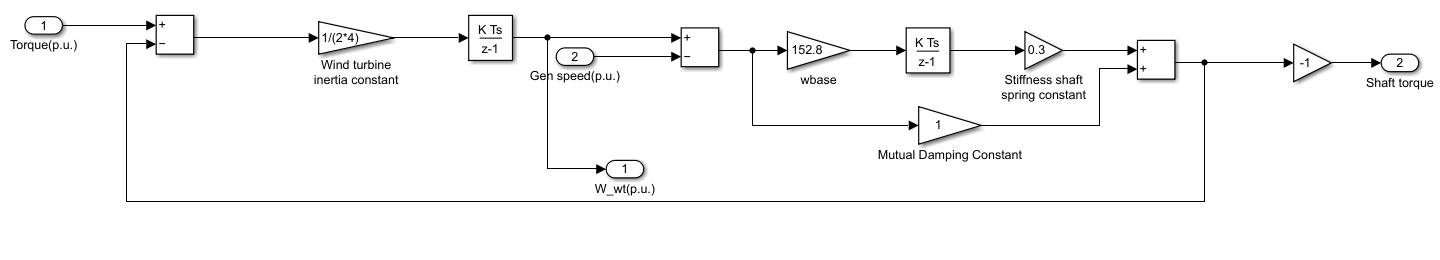 1
Torque(p.u.)
+
−
1/(2*4)
Wind turbine
inertia constant
K Ts
z-1
2
Gen speed(p.u.)
+
−
152.8
wbase
K Ts
z-1
0.3
Stiffness shaft
spring constant
+
+
-1
2
Shaft torque
1
Mutual Damping Constant
1
W_wt(p.u.)